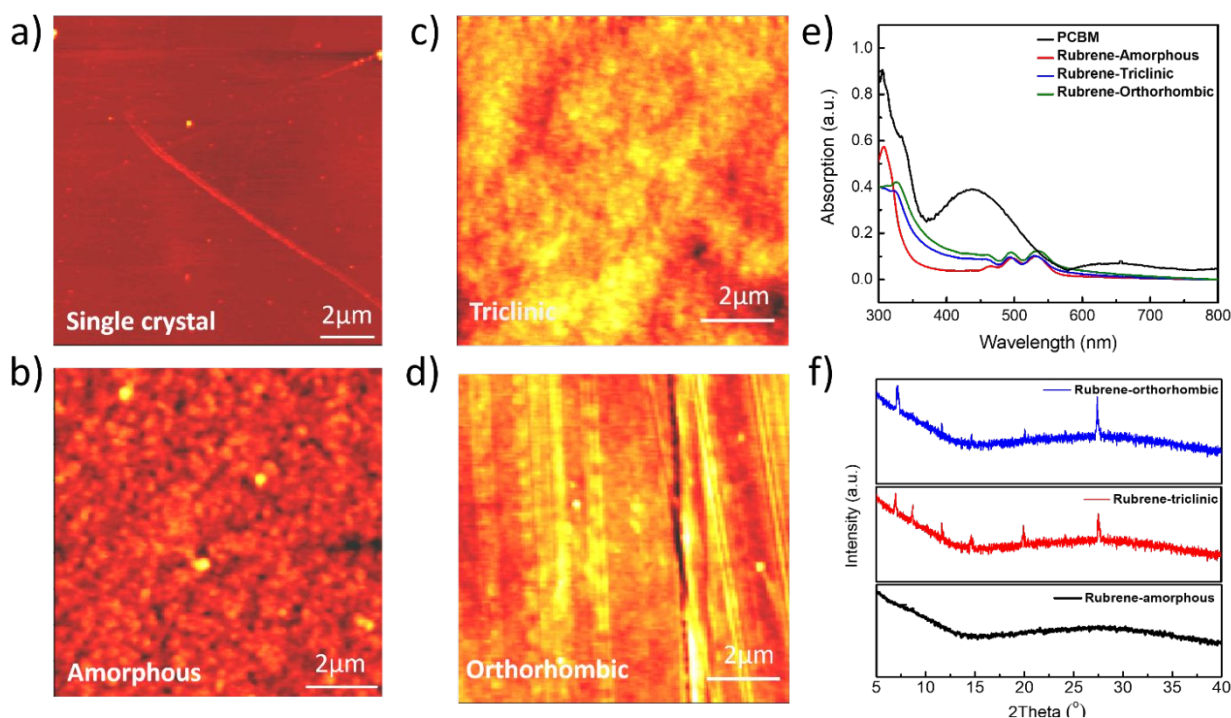 a)
Single crystal
2µm
b)
Amorphous
2µm
c)
Triclinic
2µm
d)
Orthorhombic
2µm
e)
PCBM
Rubrene-Amorphous
Rubrene-Triclinic
Rubrene-Orthorhombic
Absorption (a.u.)
1.0
0.8
0.6
0.4
0.2
0.0
300 400 500 600 700 800
Wavelength (nm)
f)
Rubrene-orthorhombic
Rubrene-triclinic
Rubrene-amorphous
Intensity (a.u.)
5 10 15 20 25 30 35 40
2Theta (°)